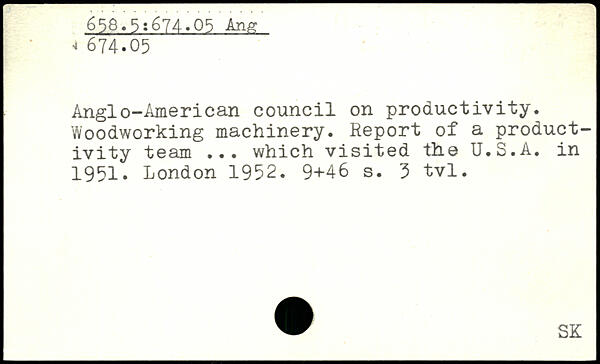 658.5:674.05 Ang
674.05
Anglo-American council on productivity.
Woodworking machinery. Report of a product-
ivity team ... which visited the U.S.A. in
1951. London 1952. 9+46 s. 3 tvl.
SK